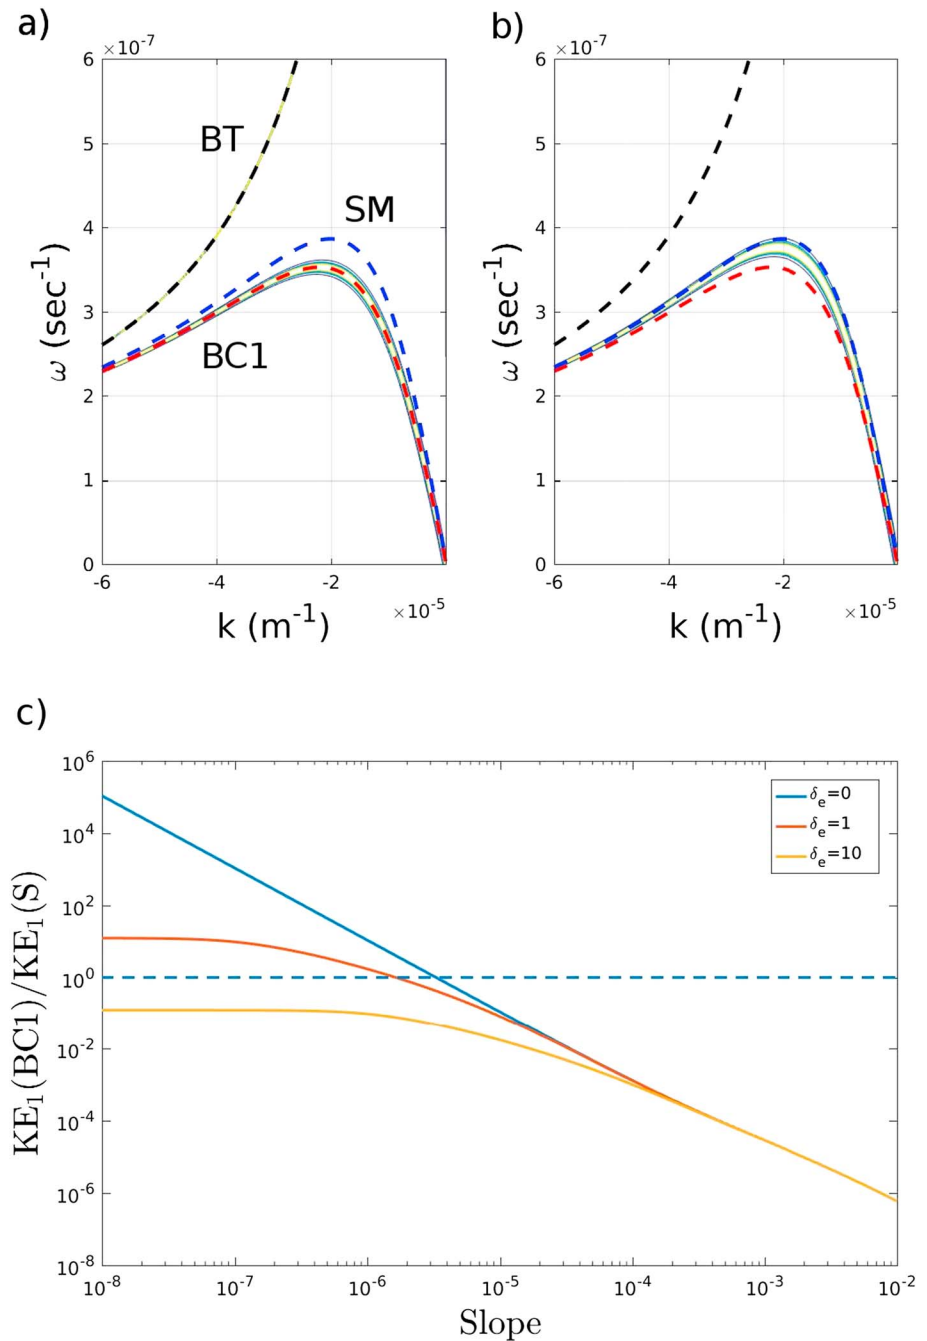 a)
×10⁻⁷
6
5
4
3
2
1
0
BT
SM
BC1
ω (sec⁻¹)
-6
-4
-2
×10⁻⁵
k (m⁻¹)
b)
×10⁻⁷
6
5
4
3
2
1
0
ω (sec⁻¹)
-6
-4
-2
×10⁻⁵
k (m⁻¹)
c)
10⁶
10⁴
10²
10⁰
10⁻²
10⁻⁴
10⁻⁶
10⁻⁸
KE₁(BC1)/KE₁(S)
δₑ=0
δₑ=1
δₑ=10
10⁻⁸
10⁻⁷
10⁻⁶
10⁻⁵
10⁻⁴
10⁻³
10⁻²
Slope